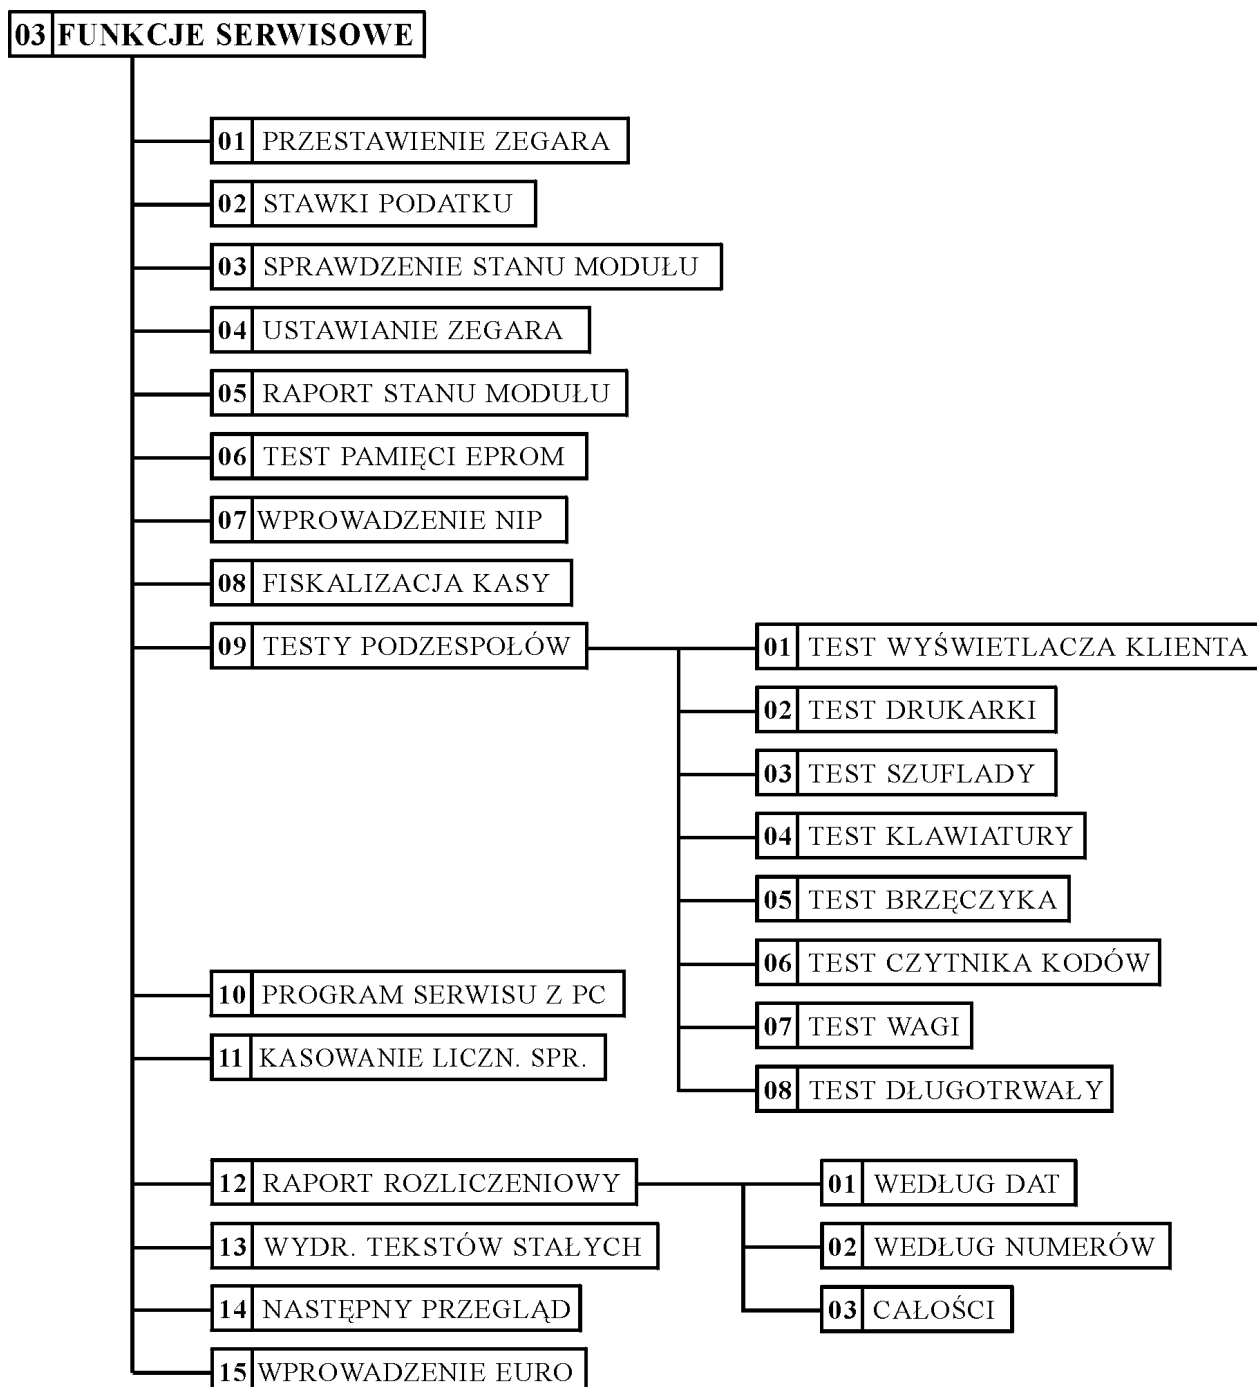 03 FUNKCJE SERWISOWE
01 PRZESTAWIENIE ZEGARA
02 STAWKI PODATKU
03 SPRAWDZENIE STANU MODUŁU
04 USTAWIANIE ZEGARA
05 RAPORT STANU MODUŁU
06 TEST PAMIĘCI EPROM
07 WPROWADZENIE NIP
08 FISKALIZACJA KASY
09 TESTY PODZESPOŁÓW
01 TEST WYŚWIETLACZA KLIENTA
02 TEST DRUKARKI
03 TEST SZUFLADY
04 TEST KLAWIATURY
05 TEST BRZĘCZYKA
06 TEST CZYTNIKA KODÓW
07 TEST WAGI
08 TEST DŁUGOTRWAŁY
10 PROGRAM SERWISU Z PC
11 KASOWANIE LICZN. SPR.
12 RAPORT ROZLICZENIOWY
01 WEDŁUG DAT
02 WEDŁUG NUMERÓW
03 CAŁOŚCI
13 WYDR. TEKSTÓW STAŁYCH
14 NASTĘPNY PRZEGLĄD
15 WPROWADZENIE EURO